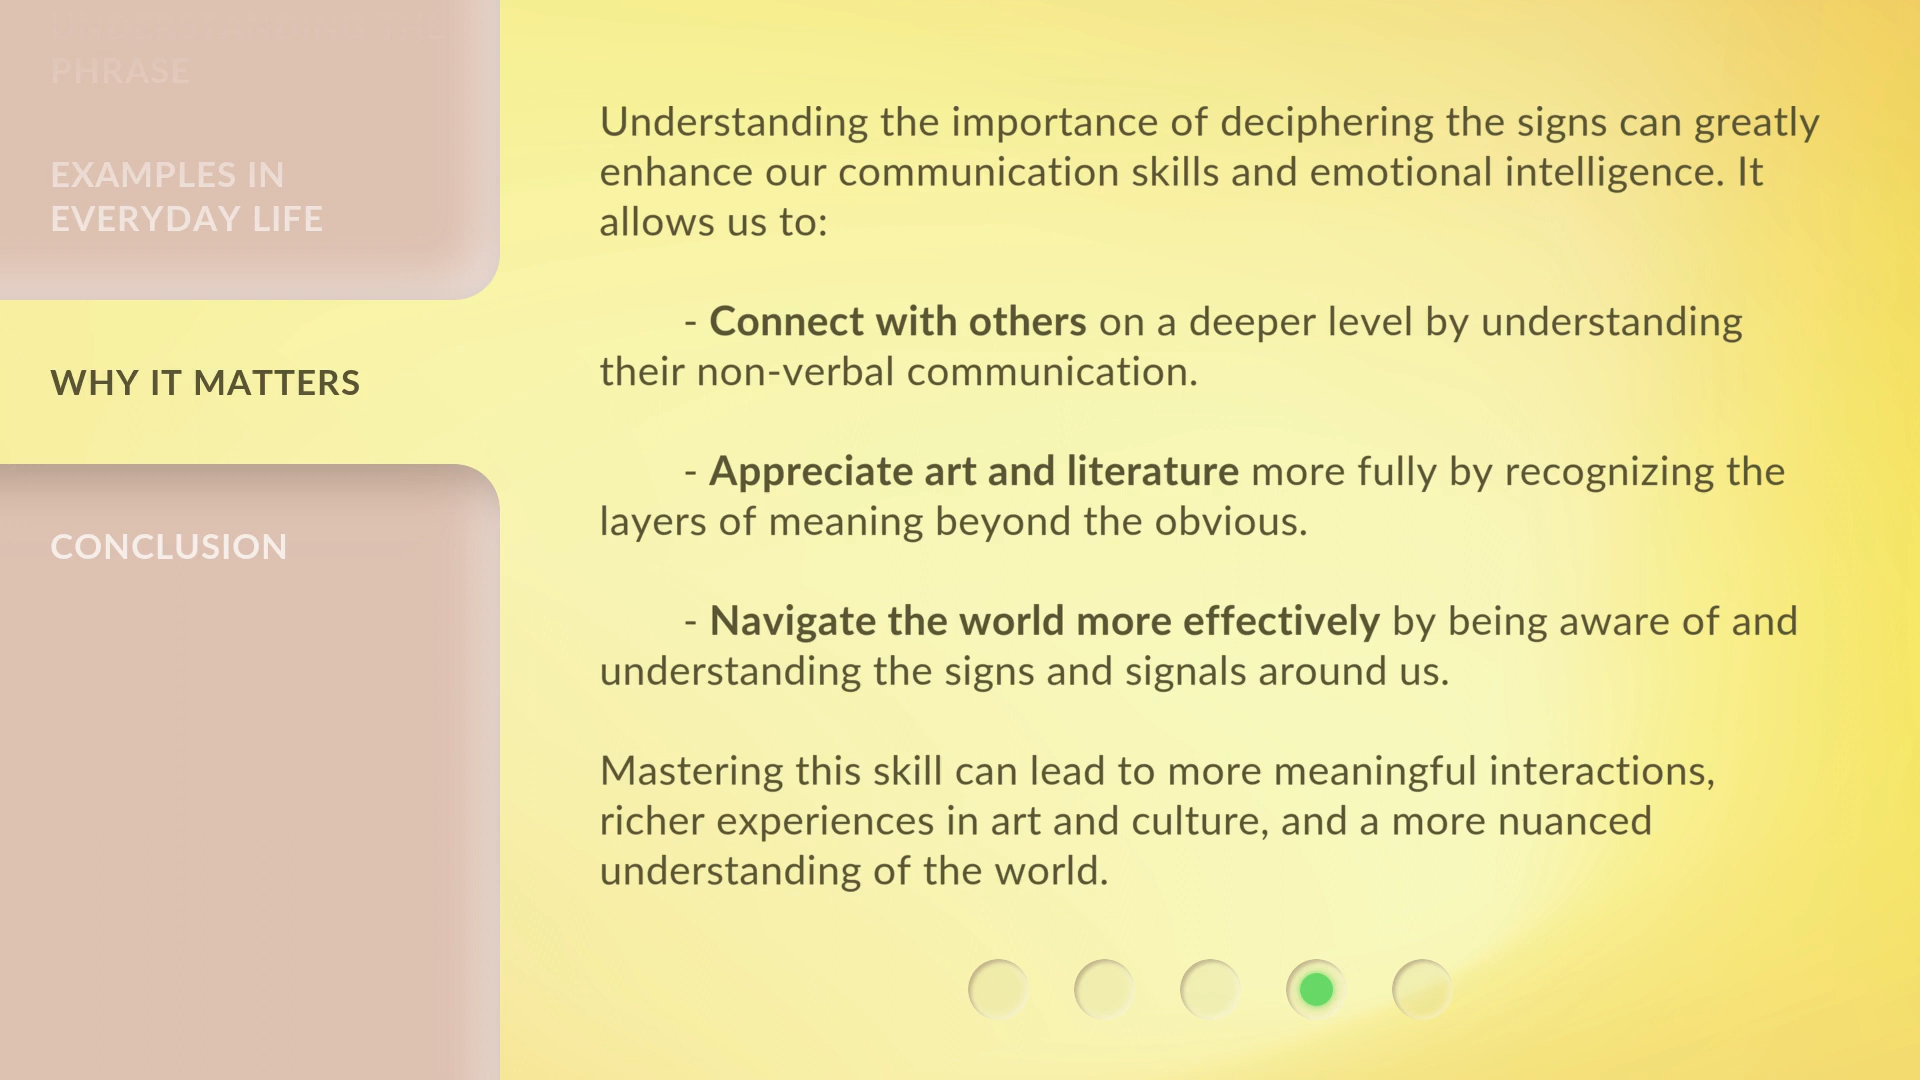 PHRASE
EXAMPLES IN
EVERYDAY LIFE
WHY IT MATTERS
CONCLUSION
Understanding the importance of deciphering the signs can greatly
enhance our communication skills and emotional intelligence. It
allows us to:
- Connect with others on a deeper level by understanding
their non-verbal communication.
- Appreciate art and literature more fully by recognizing the
layers of meaning beyond the obvious.
- Navigate the world more effectively by being aware of and
understanding the signs and signals around us.
Mastering this skill can lead to more meaningful interactions,
richer experiences in art and culture, and a more nuanced
understanding of the world.